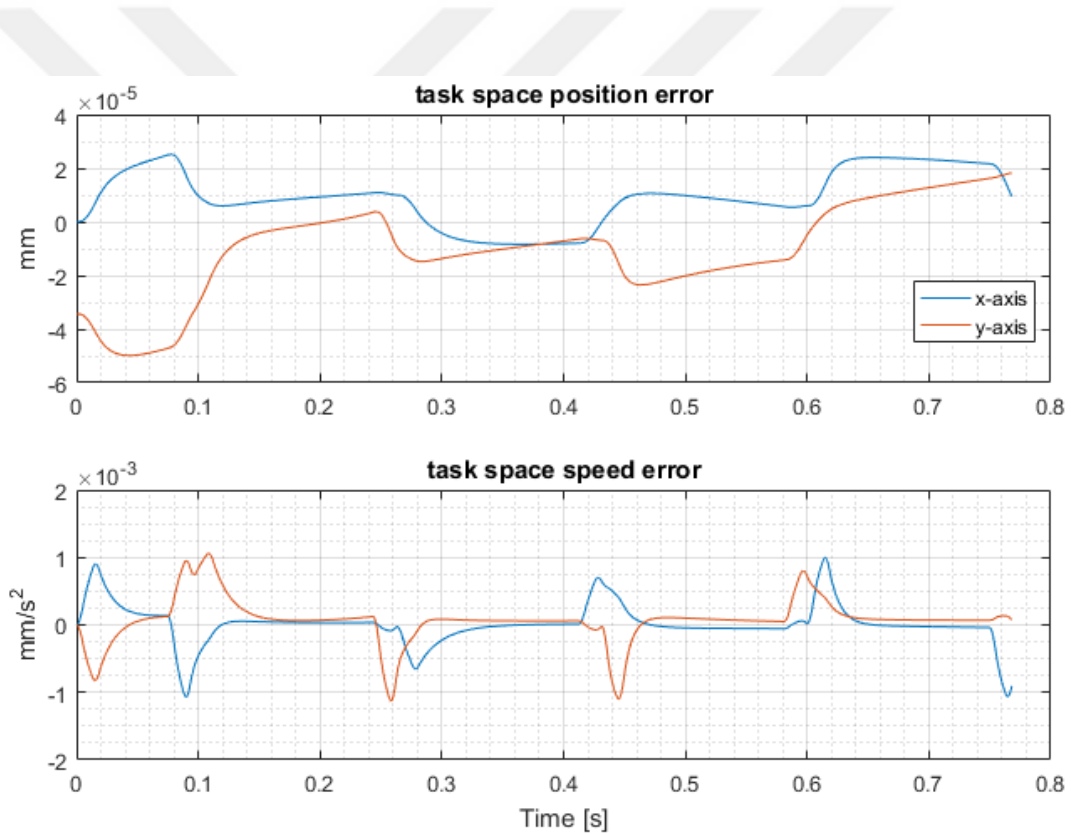 task space position error
×10⁻⁵
4
2
0
-2
-4
-6
mm
x-axis
y-axis
0 0.1 0.2 0.3 0.4 0.5 0.6 0.7 0.8
task space speed error
×10⁻³
2
1
0
-1
-2
mm/s²
0 0.1 0.2 0.3 0.4 0.5 0.6 0.7 0.8
Time [s]